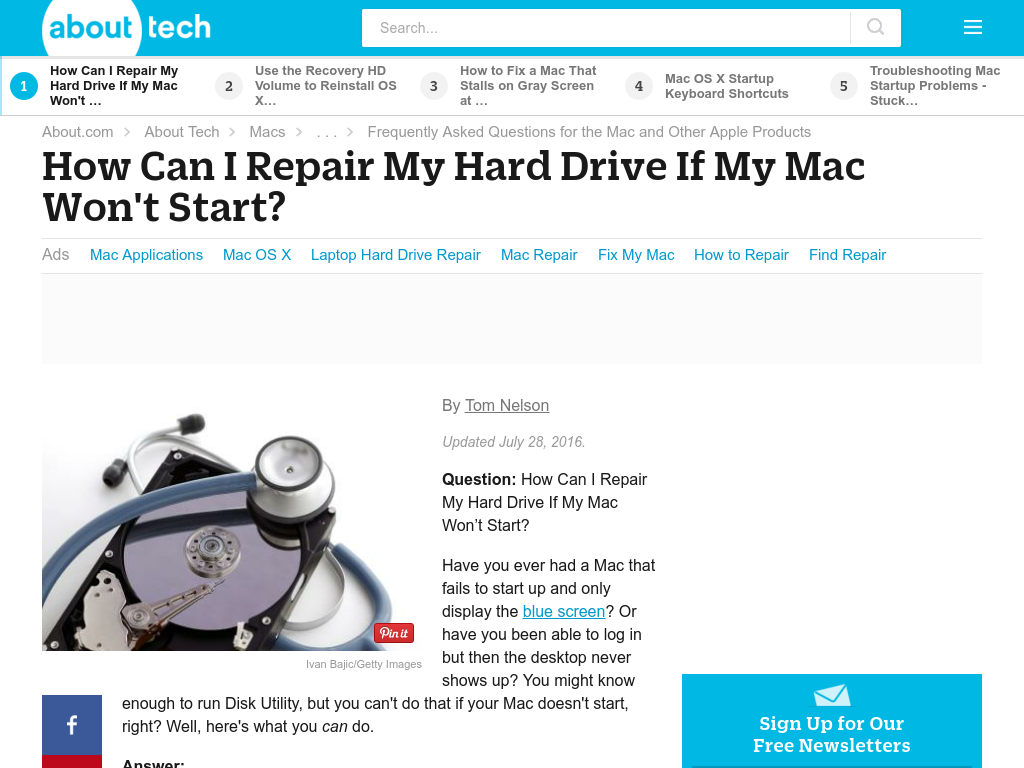 about tech
Search...
1
How Can I Repair My
Hard Drive If My Mac
Won't ...
2
Use the Recovery HD
Volume to Reinstall OS
X...
3
How to Fix a Mac That
Stalls on Gray Screen
at ...
4
Mac OS X Startup
Keyboard Shortcuts
5
Troubleshooting Mac
Startup Problems -
Stuck...
About.com > About Tech > Macs > . . . > Frequently Asked Questions for the Mac and Other Apple Products
How Can I Repair My Hard Drive If My Mac
Won't Start?
Ads Mac Applications Mac OS X Laptop Hard Drive Repair Mac Repair Fix My Mac How to Repair Find Repair
By Tom Nelson
Updated July 28, 2016.
Question: How Can I Repair
My Hard Drive If My Mac
Won’t Start?
Have you ever had a Mac that
fails to start up and only
display the blue screen? Or
have you been able to log in
but then the desktop never
shows up? You might know
Pin it
Ivan Bajic/Getty Images
enough to run Disk Utility, but you can't do that if your Mac doesn't start,
right? Well, here's what you can do.
Answer:
f
Sign Up for Our
Free Newsletters